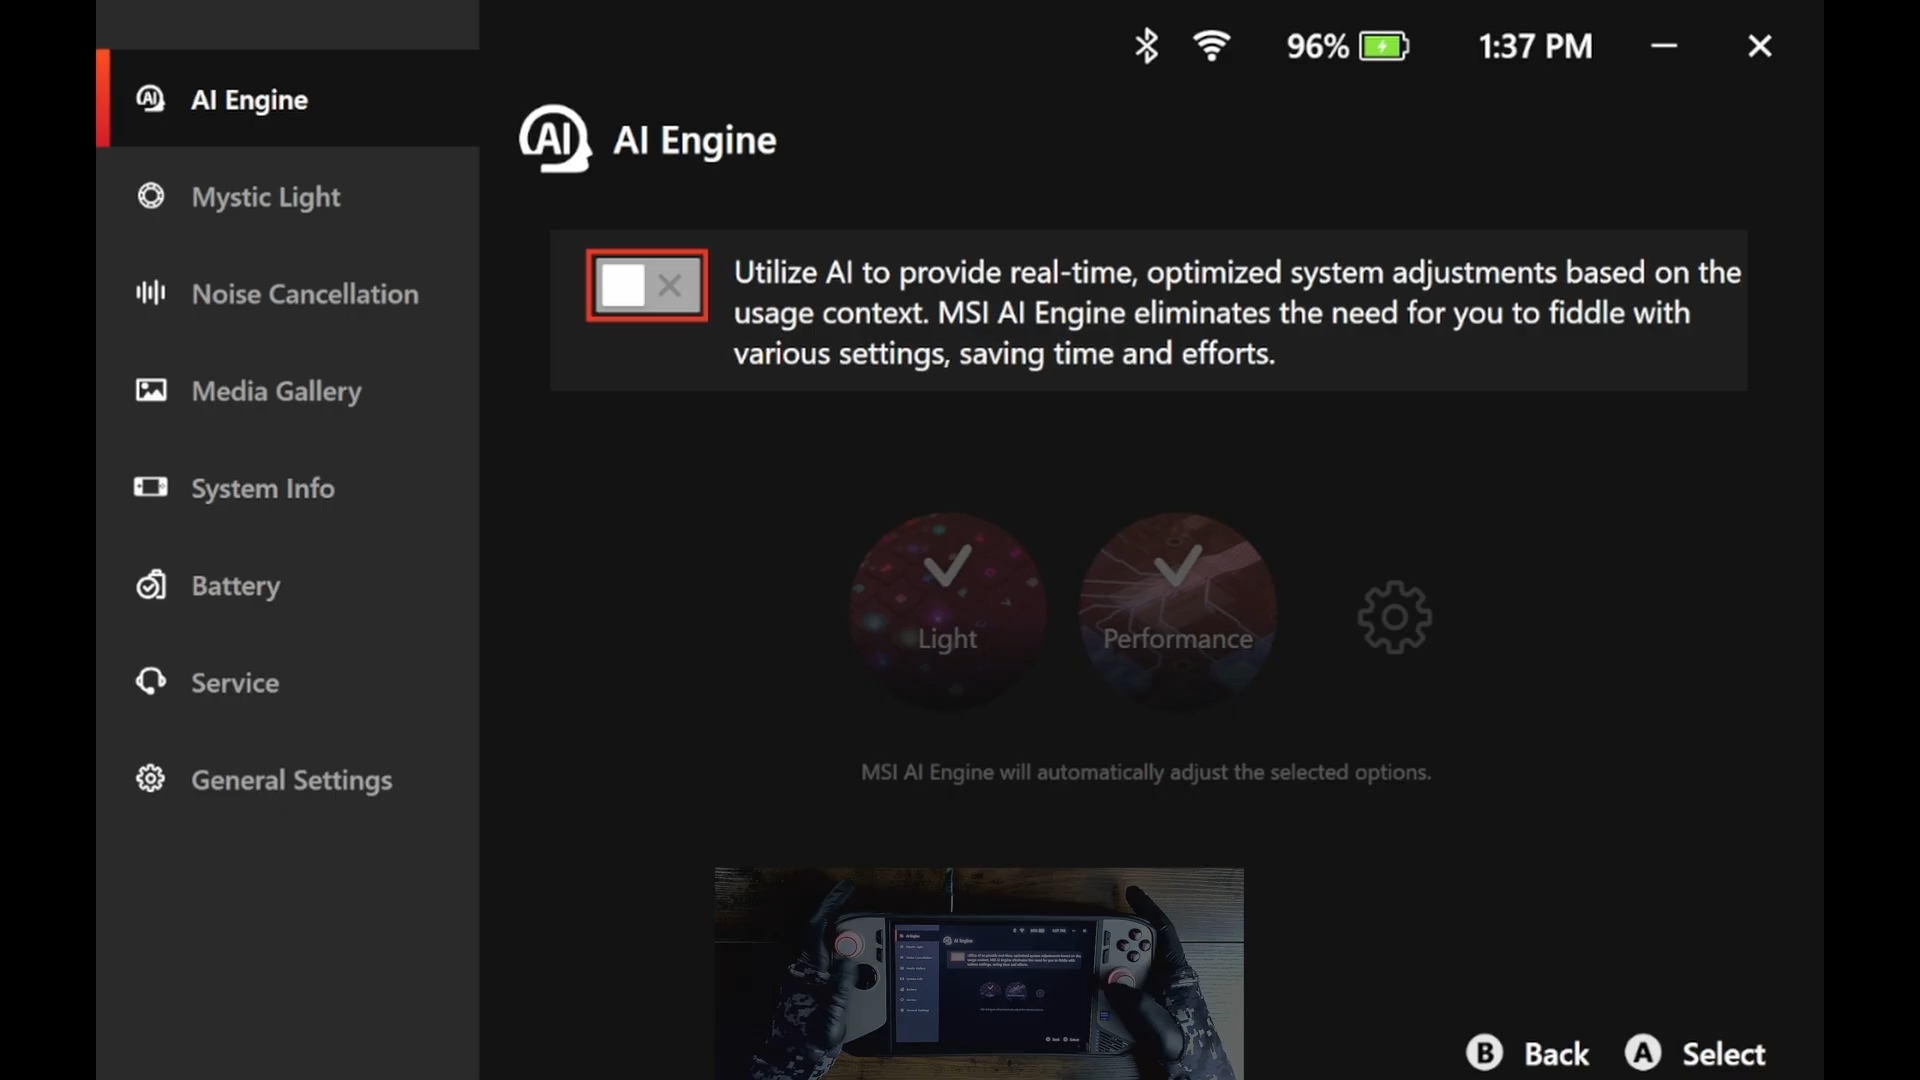 96%
1:37 PM
AI Engine
Mystic Light
Noise Cancellation
Media Gallery
System Info
Battery
Service
General Settings
AI
AI Engine
Utilize AI to provide real-time, optimized system adjustments based on the
usage context. MSI AI Engine eliminates the need for you to fiddle with
various settings, saving time and efforts.
Light
Performance
MSI AI Engine will automatically adjust the selected options.
B Back
A Select